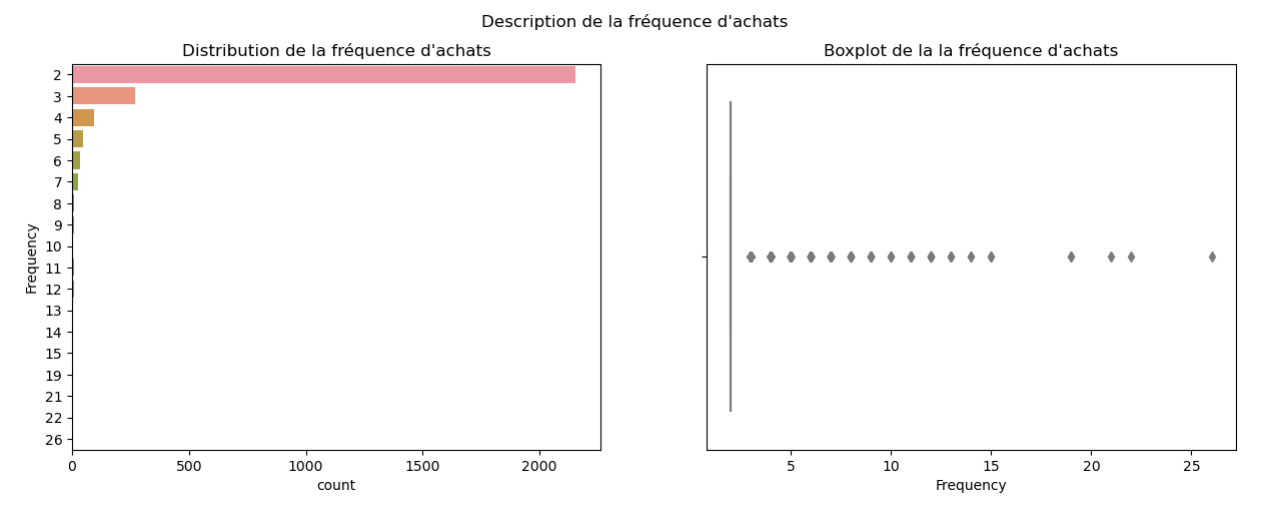 Description de la fréquence d'achats
Distribution de la fréquence d'achats
2
3
4
5
6
7
8
9
10
11
12
13
14
15
19
21
22
26
Frequency
0 500 1000 1500 2000
count
Boxplot de la la fréquence d'achats
5 10 15 20 25
Frequency